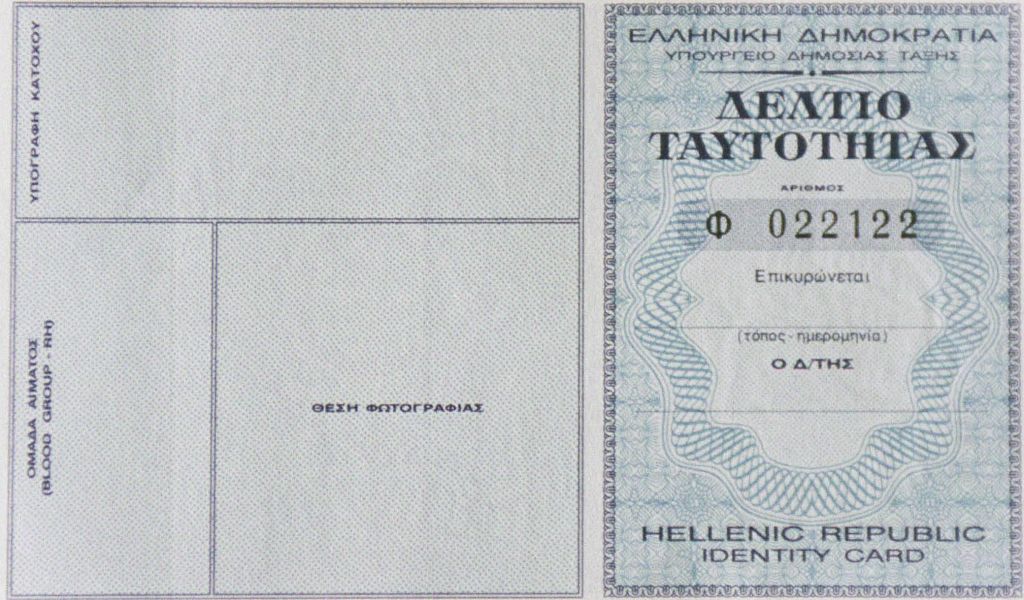 ΥΠΟΓΡΑΦΗ ΚΑΤΟΧΟΥ
ΟΜΑΔΑ ΑΙΜΑΤΟΣ
(BLOOD GROUP - RH)
ΘΕΣΗ ΦΩΤΟΓΡΑΦΙΑΣ
ΕΛΛΗΝΙΚΗ ΔΗΜΟΚΡΑΤΙΑ
ΥΠΟΥΡΓΕΙΟ ΔΗΜΟΣΙΑΣ ΤΑΞΗΣ
ΔΕΛΤΙΟ
ΤΑΥΤΟΤΗΤΑΣ
ΑΡΙΘΜΟΣ
Φ 022122
Επικυρώνεται
(τόπος - ημερομηνία)
Ο Δ/ΤΗΣ
HELLENIC REPUBLIC
IDENTITY CARD